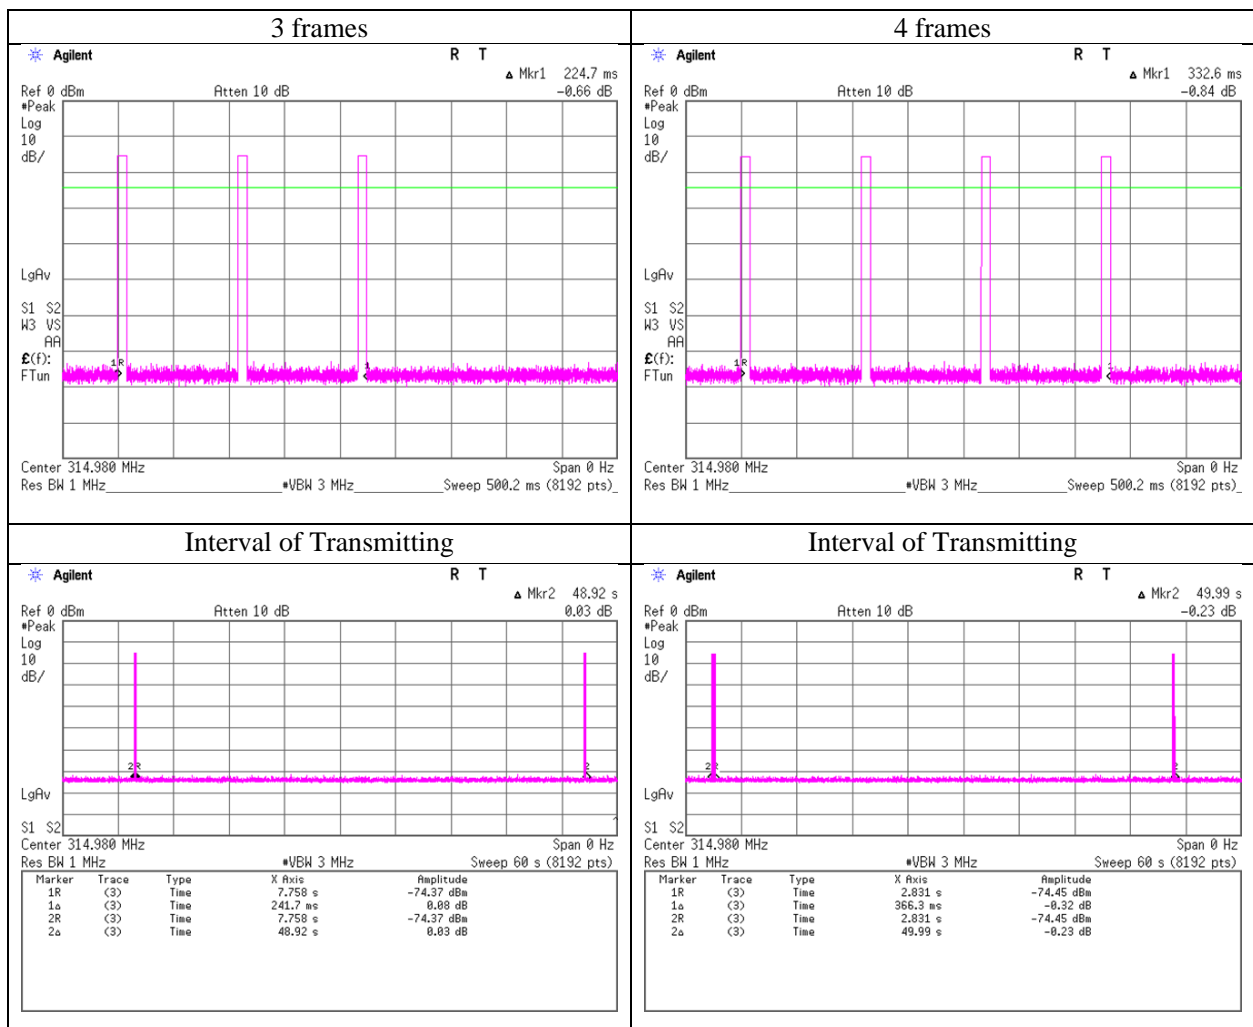 3 frames
Agilent R T
Δ Mkr1 224.7 ms
Ref 0 dBm Atten 10 dB -0.66 dB
#Peak
Log
10
dB/
LgAv
S1 S2
W3 VS
AA
£(f):
FTun
1R
1
Center 314.980 MHz Span 0 Hz
Res BW 1 MHz #VBW 3 MHz Sweep 500.2 ms (8192 pts)
4 frames
Agilent R T
Δ Mkr1 332.6 ms
Ref 0 dBm Atten 10 dB -0.84 dB
#Peak
Log
10
dB/
LgAv
S1 S2
W3 VS
AA
£(f):
FTun
1R
1
Center 314.980 MHz Span 0 Hz
Res BW 1 MHz #VBW 3 MHz Sweep 500.2 ms (8192 pts)
Interval of Transmitting
Agilent R T
Δ Mkr2 48.92 s
Ref 0 dBm Atten 10 dB 0.03 dB
#Peak
Log
10
dB/
2R
2
LgAv
S1 S2
Center 314.980 MHz Span 0 Hz
Res BW 1 MHz #VBW 3 MHz Sweep 60 s (8192 pts)
Marker Trace Type X Axis Amplitude
1R (3) Time 7.758 s -74.37 dBm
1Δ (3) Time 241.7 ms 0.08 dB
2R (3) Time 7.758 s -74.37 dBm
2Δ (3) Time 48.92 s 0.03 dB
Interval of Transmitting
Agilent R T
Δ Mkr2 49.99 s
Ref 0 dBm Atten 10 dB -0.23 dB
#Peak
Log
10
dB/
2R
2
LgAv
S1 S2
Center 314.980 MHz Span 0 Hz
Res BW 1 MHz #VBW 3 MHz Sweep 60 s (8192 pts)
Marker Trace Type X Axis Amplitude
1R (3) Time 2.831 s -74.45 dBm
1Δ (3) Time 366.3 ms -0.32 dB
2R (3) Time 2.831 s -74.45 dBm
2Δ (3) Time 49.99 s -0.23 dB